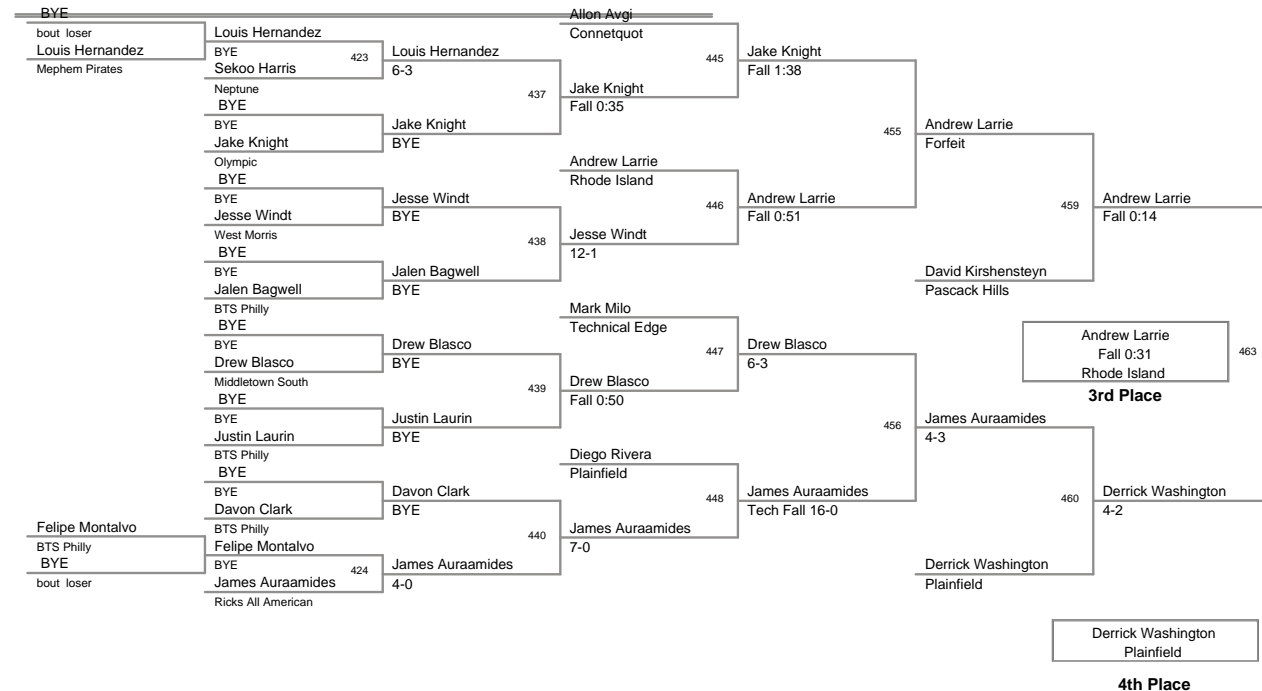 BYE
bout loser
Louis Hernandez
Mephem Pirates
Felipe Montalvo
BTS Philly
BYE
bout loser
Louis Hernandez
BYE
423
Sekoo Harris
Neptune
BYE
BYE
Jake Knight
Olympic
BYE
BYE
Jesse Windt
West Morris
BYE
BYE
Jalen Bagwell
BTS Philly
BYE
BYE
Drew Blasco
Middletown South
BYE
BYE
Justin Laurin
BTS Philly
BYE
BYE
Davon Clark
BTS Philly
Felipe Montalvo
BYE
424
James Auraamides
Ricks All American
Louis Hernandez
6-3
437
Jake Knight
BYE
Jesse Windt
BYE
438
Jalen Bagwell
BYE
Drew Blasco
BYE
439
Justin Laurin
BYE
Davon Clark
BYE
440
James Auraamides
4-0
Allon Avgi
Connetquot
445
Jake Knight
Fall 0:35
Andrew Larrie
Rhode Island
446
Jesse Windt
12-1
Mark Milo
Technical Edge
447
Drew Blasco
Fall 0:50
Diego Rivera
Plainfield
448
James Auraamides
7-0
Jake Knight
Fall 1:38
455
Andrew Larrie
Fall 0:51
Drew Blasco
6-3
456
James Auraamides
Tech Fall 16-0
Andrew Larrie
Forfeit
459
David Kirshensteyn
Pascack Hills
James Auraamides
4-3
460
Derrick Washington
Plainfield
Andrew Larrie
Fall 0:14
Andrew Larrie
Fall 0:31
463
Rhode Island
3rd Place
Derrick Washington
4-2
Derrick Washington
Plainfield
4th Place